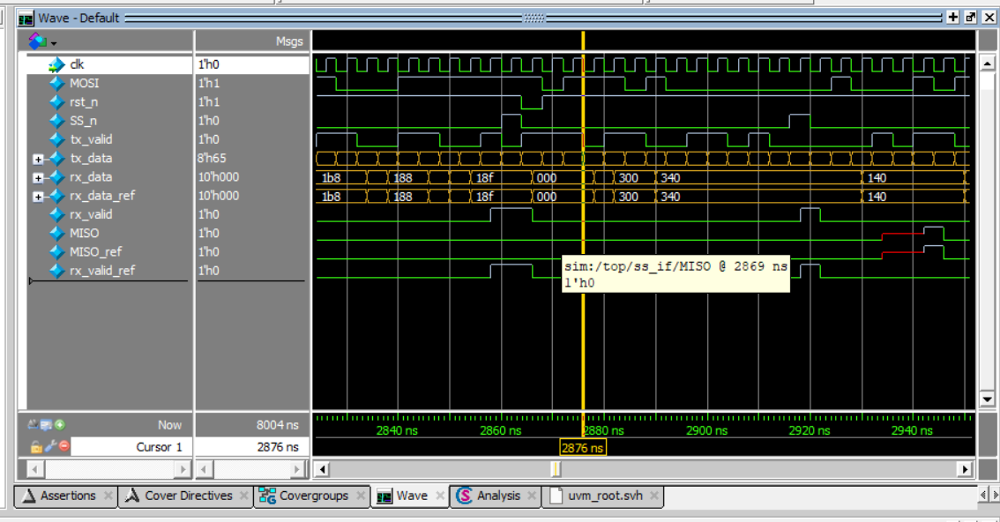 Wave - Default
Msgs
clk 1'h0
MOSI 1'h1
rst_n 1'h1
SS_n 1'h0
tx_valid 1'h0
tx_data 8'h65
rx_data 10'h000 1b8 188 18f 000 300 340 140
rx_data_ref 10'h000 1b8 188 18f 000 300 340 140
rx_valid 1'h0
MISO 1'h0
MISO_ref 1'h0
rx_valid_ref 1'h0
sim:/top/ss_if/MISO @ 2869 ns
1'h0
Now 8004 ns 2840 ns 2860 ns 2880 ns 2900 ns 2920 ns 2940 ns
Cursor 1 2876 ns 2876 ns
Assertions Cover Directives Covergroups Wave Analysis uvm_root.svh